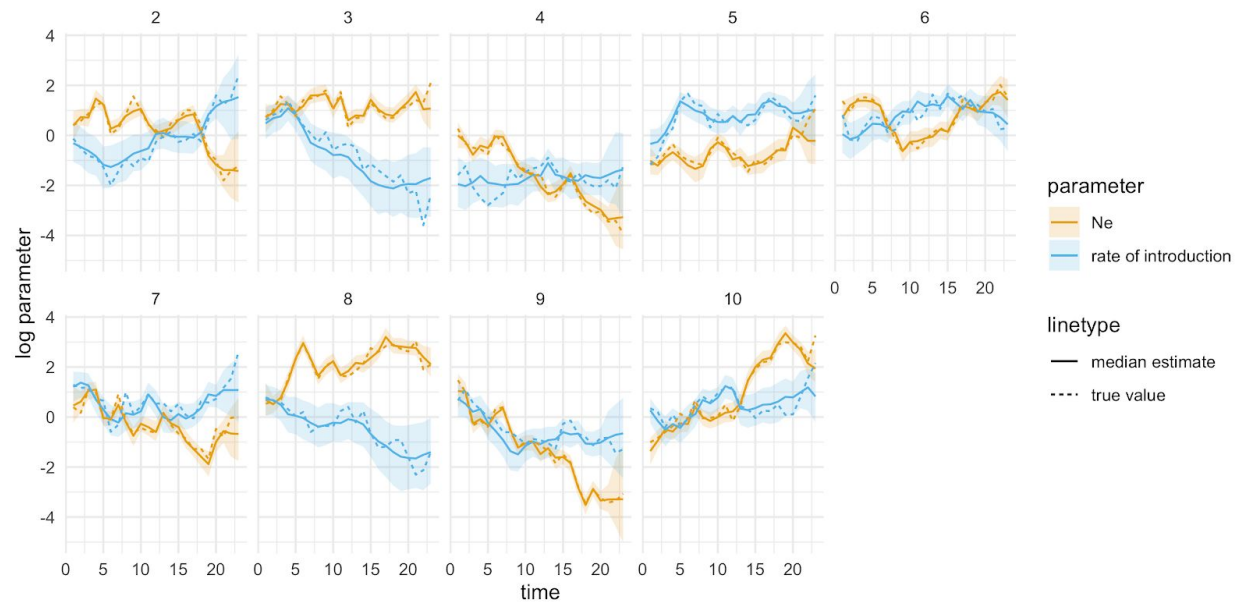 2 3 4 5 6
4
2
0
-2
-4
0 5 10 15 20
7 8 9 10
4
2
0
-2
-4
0 5 10 15 20 0 5 10 15 20 0 5 10 15 20 0 5 10 15 20
time
log parameter
parameter
Ne
rate of introduction
linetype
median estimate
true value